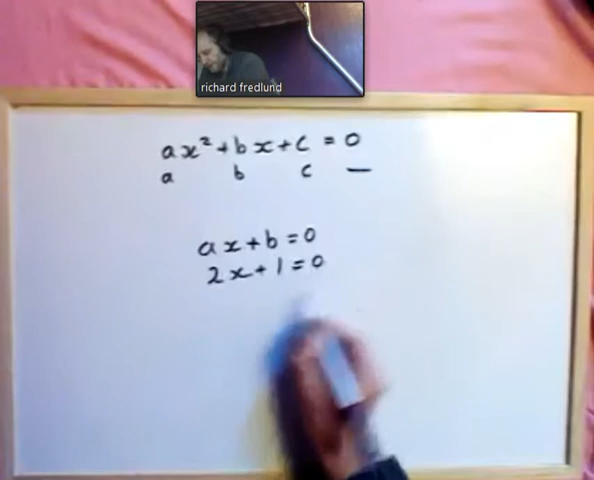 richard fredlund
ax² + bx + c = 0
a b c —
ax + b = 0
2x + 1 = 0